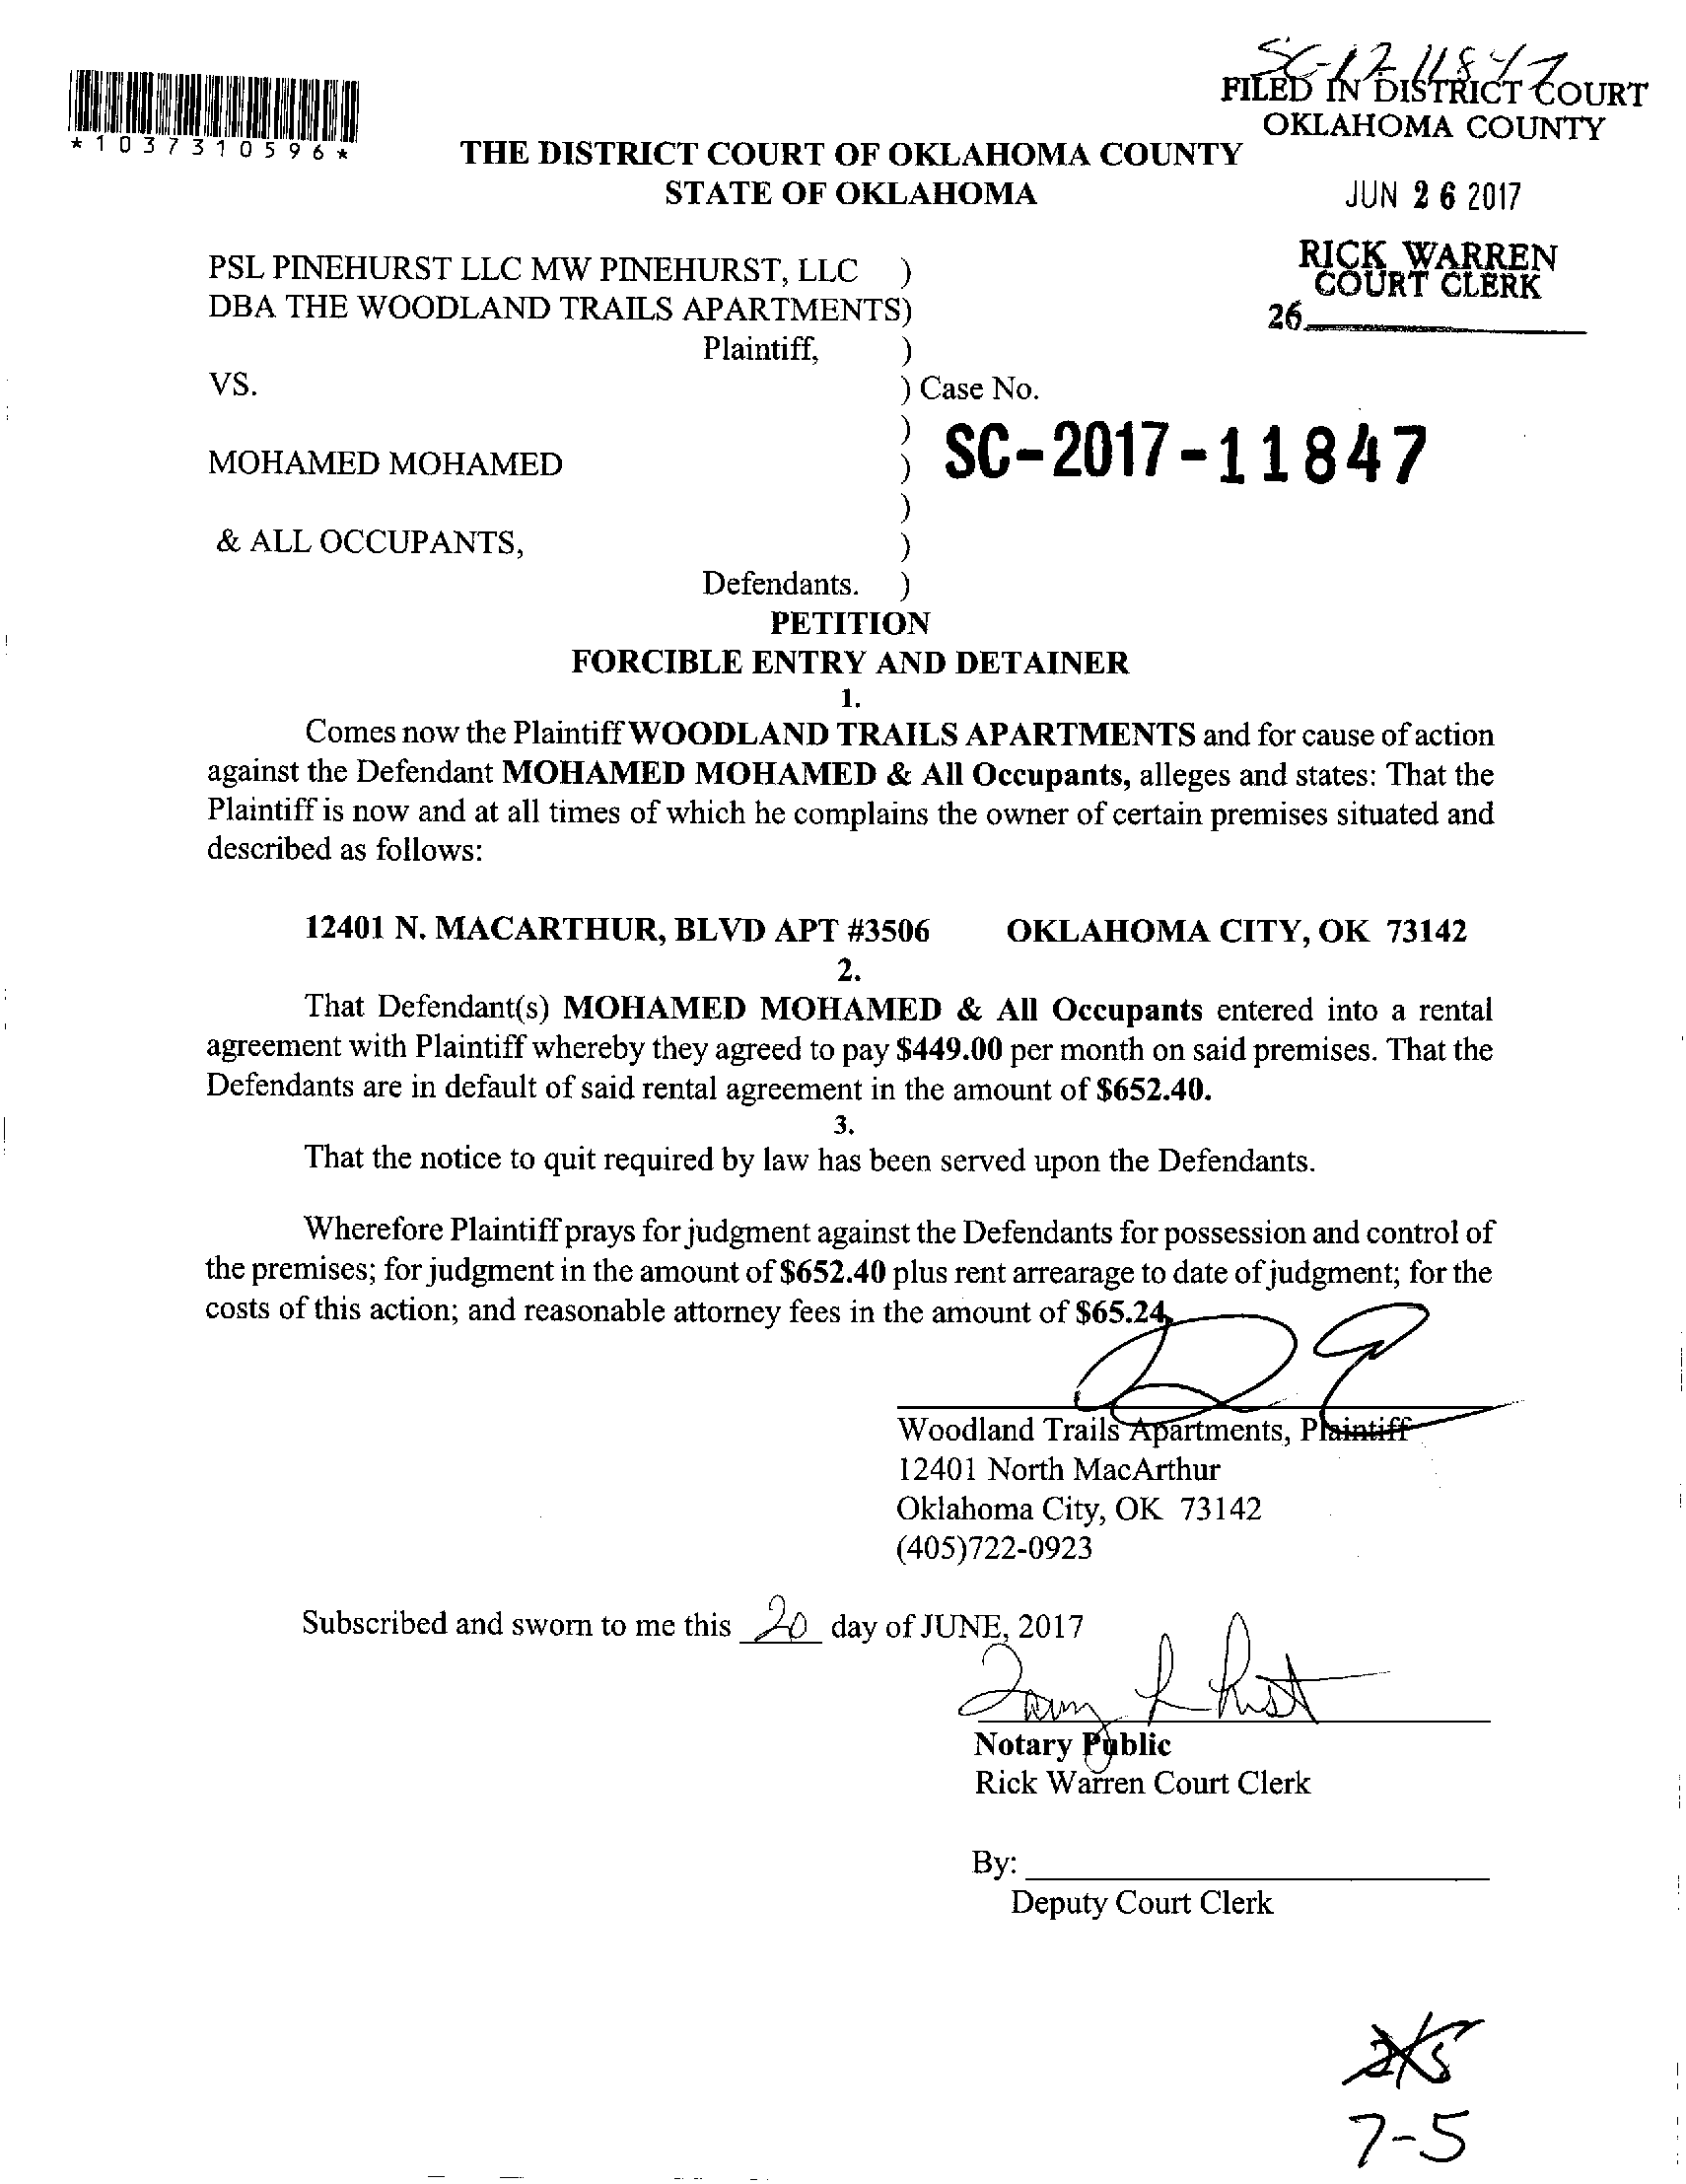 SC-17-11847
FILED IN DISTRICT COURT
OKLAHOMA COUNTY
*1037310596*
THE DISTRICT COURT OF OKLAHOMA COUNTY
STATE OF OKLAHOMA
JUN 26 2017
RICK WARREN
COURT CLERK
26
PSL PINEHURST LLC MW PINEHURST, LLC )
DBA THE WOODLAND TRAILS APARTMENTS)
Plaintiff, )
VS. ) Case No.
)
SC-2017-11847
MOHAMED MOHAMED )
)
& ALL OCCUPANTS, )
Defendants. )
PETITION
FORCIBLE ENTRY AND DETAINER
1.
Comes now the Plaintiff WOODLAND TRAILS APARTMENTS and for cause of action
against the Defendant MOHAMED MOHAMED & All Occupants, alleges and states: That the
Plaintiff is now and at all times of which he complains the owner of certain premises situated and
described as follows:
12401 N. MACARTHUR, BLVD APT #3506 OKLAHOMA CITY, OK 73142
2.
That Defendant(s) MOHAMED MOHAMED & All Occupants entered into a rental
agreement with Plaintiff whereby they agreed to pay $449.00 per month on said premises. That the
Defendants are in default of said rental agreement in the amount of $652.40.
3.
That the notice to quit required by law has been served upon the Defendants.
Wherefore Plaintiff prays for judgment against the Defendants for possession and control of
the premises; for judgment in the amount of $652.40 plus rent arrearage to date of judgment; for the
costs of this action; and reasonable attorney fees in the amount of $65.24.
Woodland Trails Apartments, Plaintiff
12401 North MacArthur
Oklahoma City, OK 73142
(405)722-0923
Subscribed and sworn to me this 20 day of JUNE, 2017
Notary Public
Rick Warren Court Clerk
By:
Deputy Court Clerk
7-5